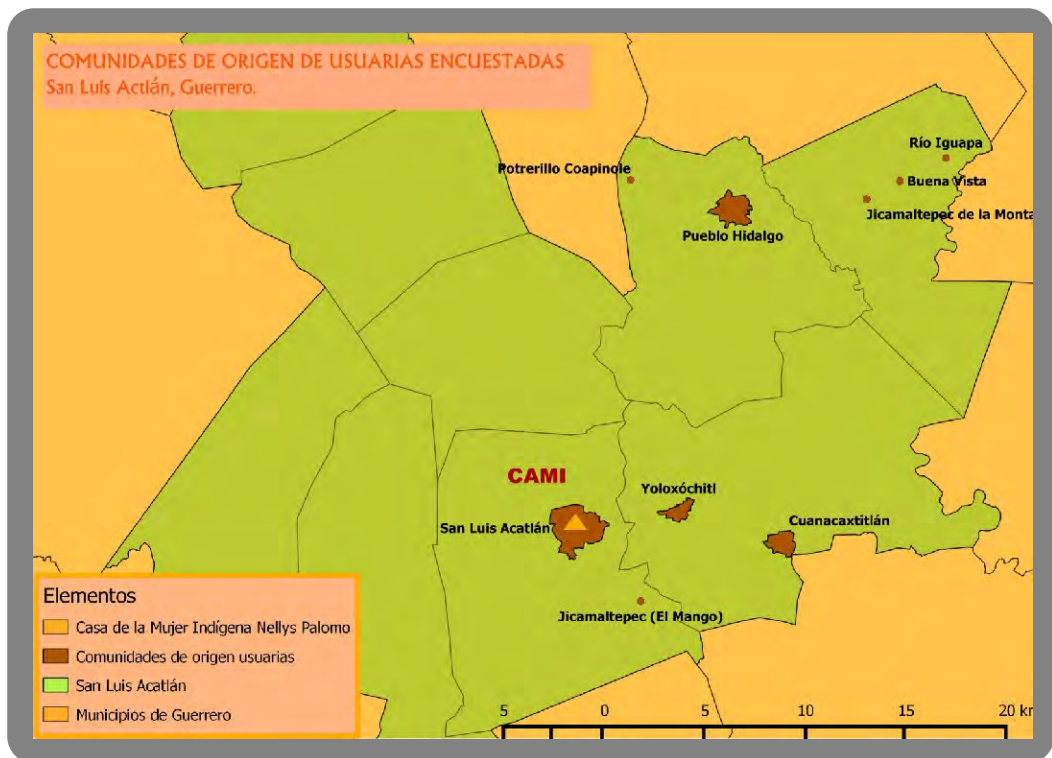 COMUNIDADES DE ORIGEN DE USUARIAS ENCUESTADAS
San Luis Actlán, Guerrero.
Río Iguapa
Potrerillo Coapinole
Buena Vista
Jicamaltepec de la Monta
Pueblo Hidalgo
CAMI
Yoloxóchitl
San Luis Acatlán
Cuanacaxtitlán
Jicamaltepec (El Mango)
Elementos
Casa de la Mujer Indígena Nellys Palomo
Comunidades de origen usuarias
San Luis Acatlán
Municipios de Guerrero
5 0 5 10 15 20 km